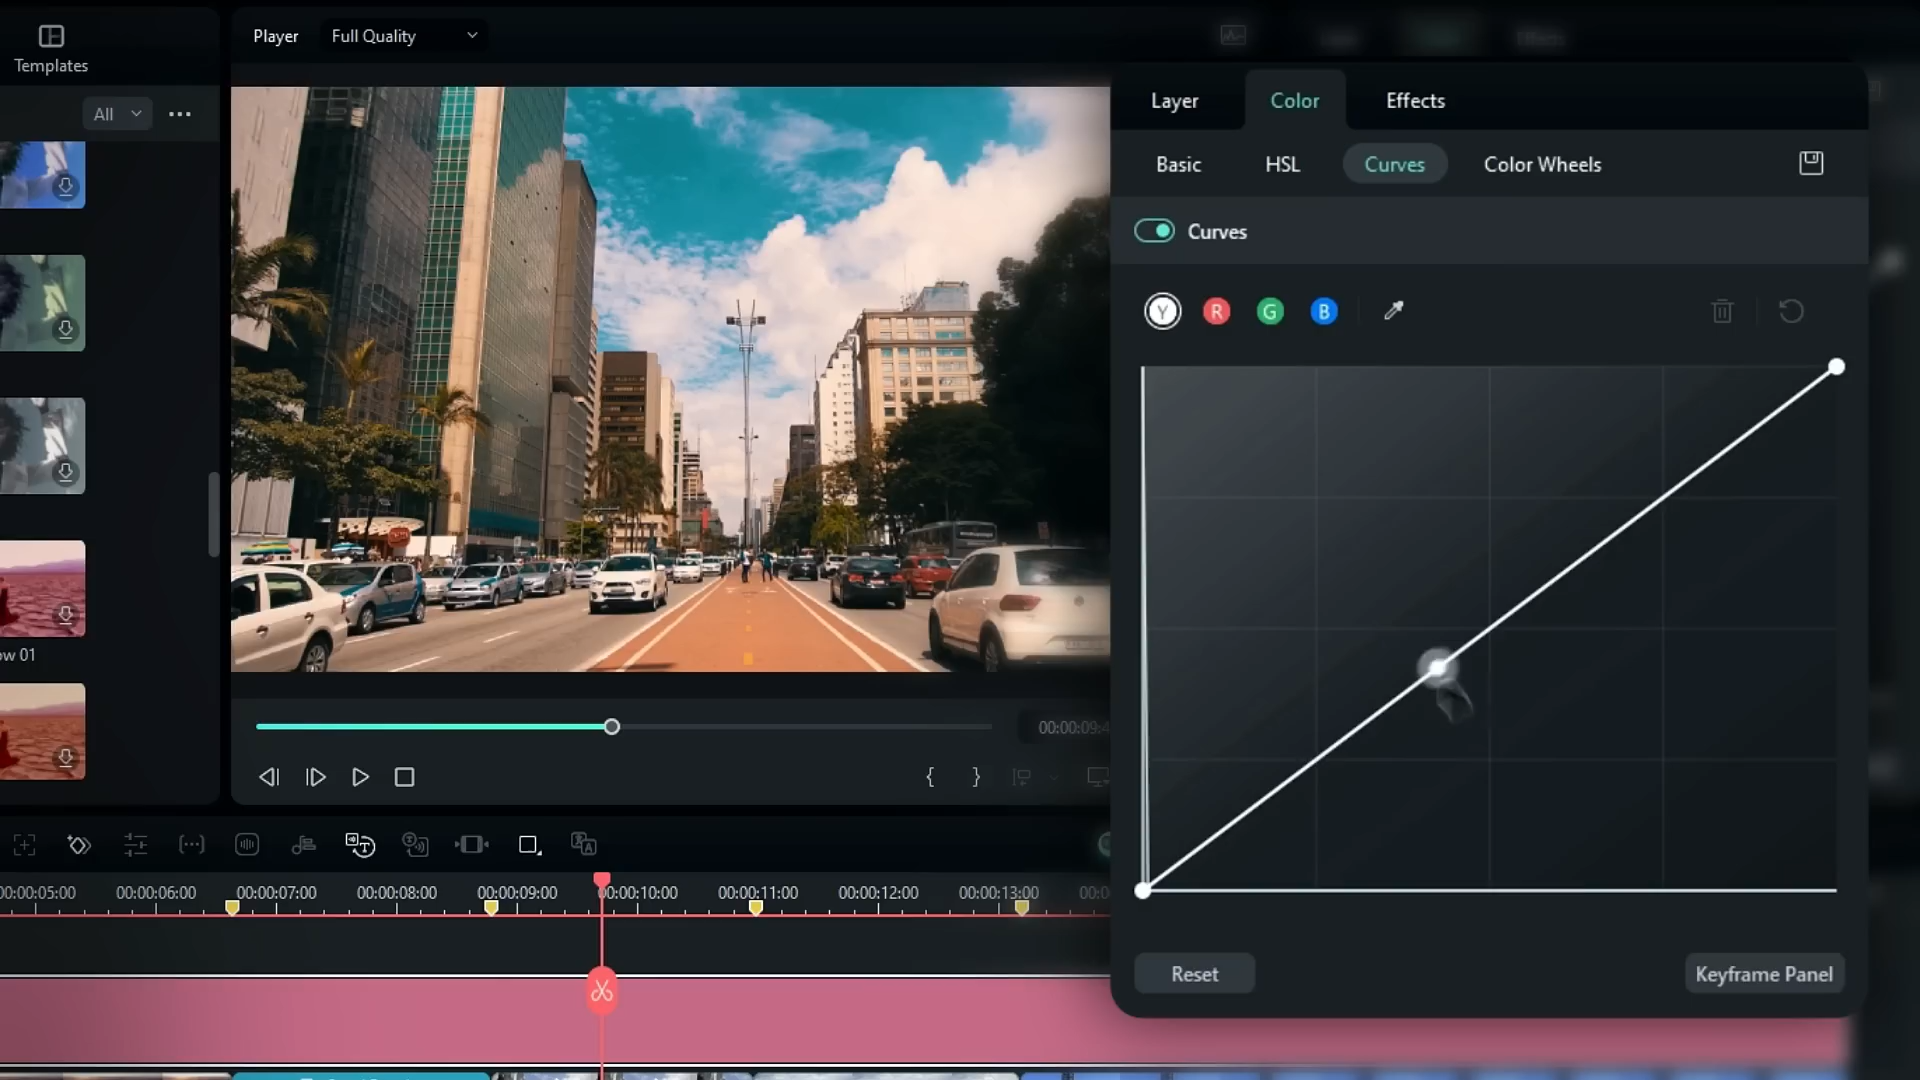 Templates
All
ow 01
Player
Full Quality
00:00:09:4
Layer
Color
Effects
Basic
HSL
Curves
Color Wheels
Curves
Y
R
G
B
Reset
Keyframe Panel
00:00:05:00
00:00:06:00
00:00:07:00
00:00:08:00
00:00:09:00
00:00:10:00
00:00:11:00
00:00:12:00
00:00:13:00
00:0